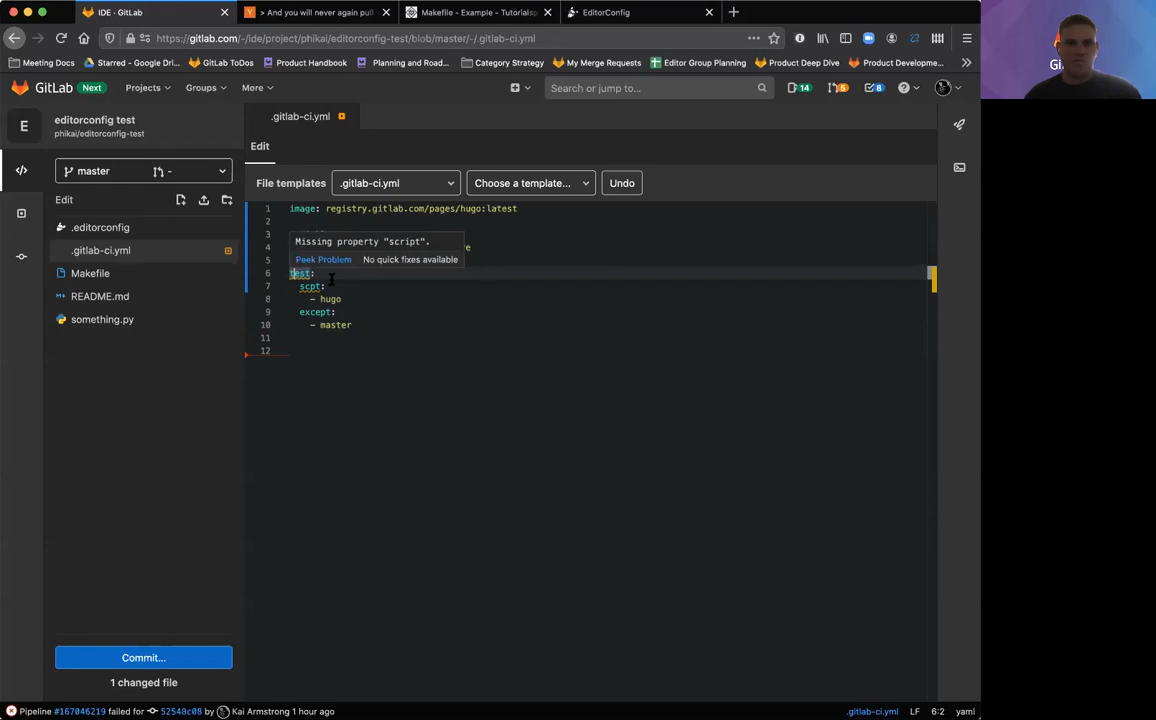 IDE · GitLab
> And you will never again pull
Makefile - Example - Tutorialsp
EditorConfig
https://gitlab.com/-/ide/project/phikai/editorconfig-test/blob/master/-/.gitlab-ci.yml
Meeting Docs
Starred - Google Dri...
GitLab ToDos
Product Handbook
Planning and Road...
Category Strategy
My Merge Requests
Editor Group Planning
Product Deep Dive
Product Developme...
GitLab Next
Projects
Groups
More
Search or jump to...
14
5
8
Gi
E
editorconfig test
phikai/editorconfig-test
master
-
Edit
.editorconfig
.gitlab-ci.yml
Makefile
README.md
something.py
.gitlab-ci.yml
Edit
File templates
.gitlab-ci.yml
Choose a template...
Undo
1 image: registry.gitlab.com/pages/hugo:latest
2
3
4
5
Missing property "script".
Peek Problem No quick fixes available
6 test:
7 scpt:
8 - hugo
9 except:
10 - master
11
12
Commit...
1 changed file
Pipeline #167046219 failed for 52548c08 by Kai Armstrong 1 hour ago
.gitlab-ci.yml LF 6:2 yaml